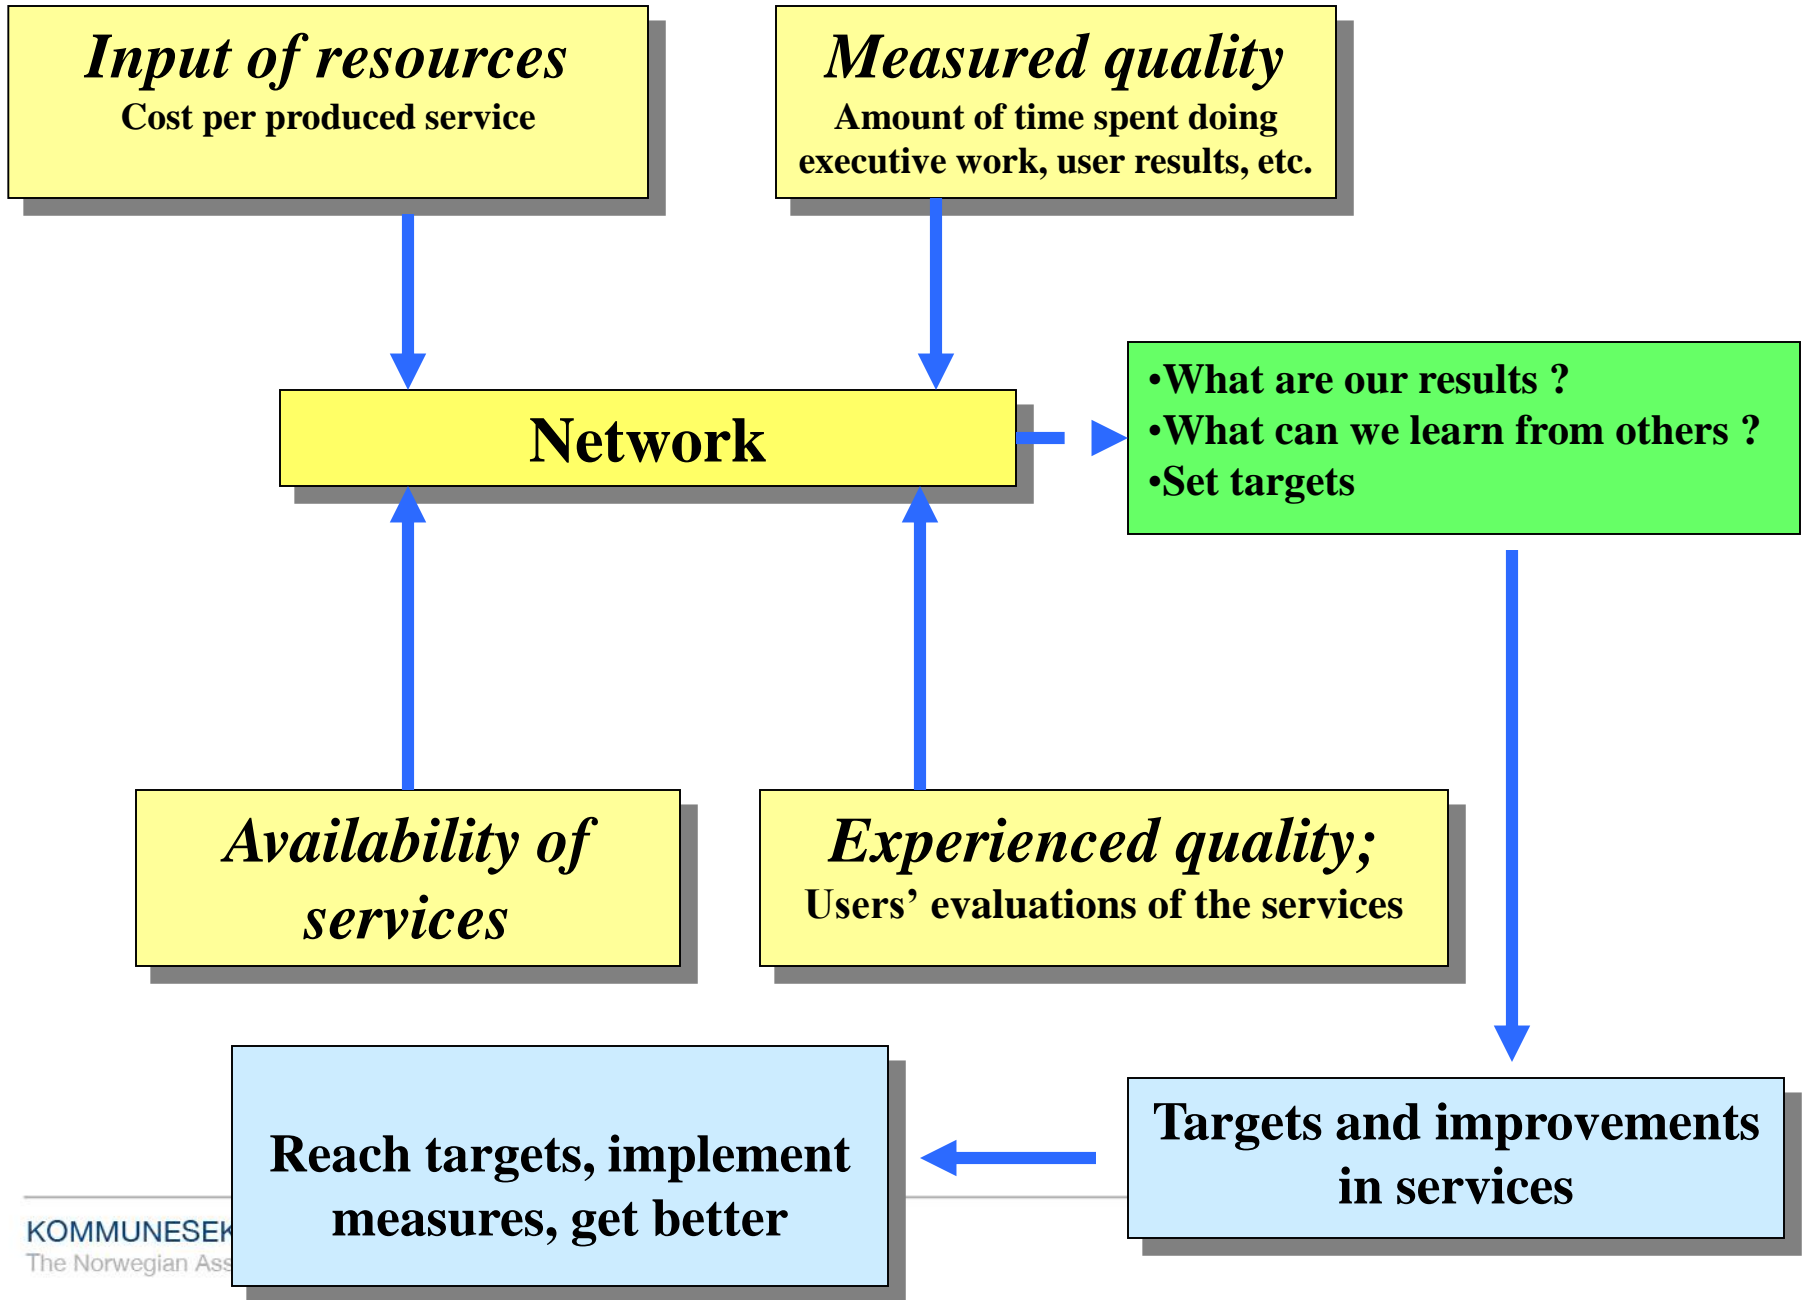 Input of resources
Cost per produced service
Measured quality
Amount of time spent doing
executive work, user results, etc.
Network
•What are our results ?
•What can we learn from others ?
•Set targets
Availability of
services
Experienced quality;
Users’ evaluations of the services
Reach targets, implement
measures, get better
Targets and improvements
in services
The Norwegian